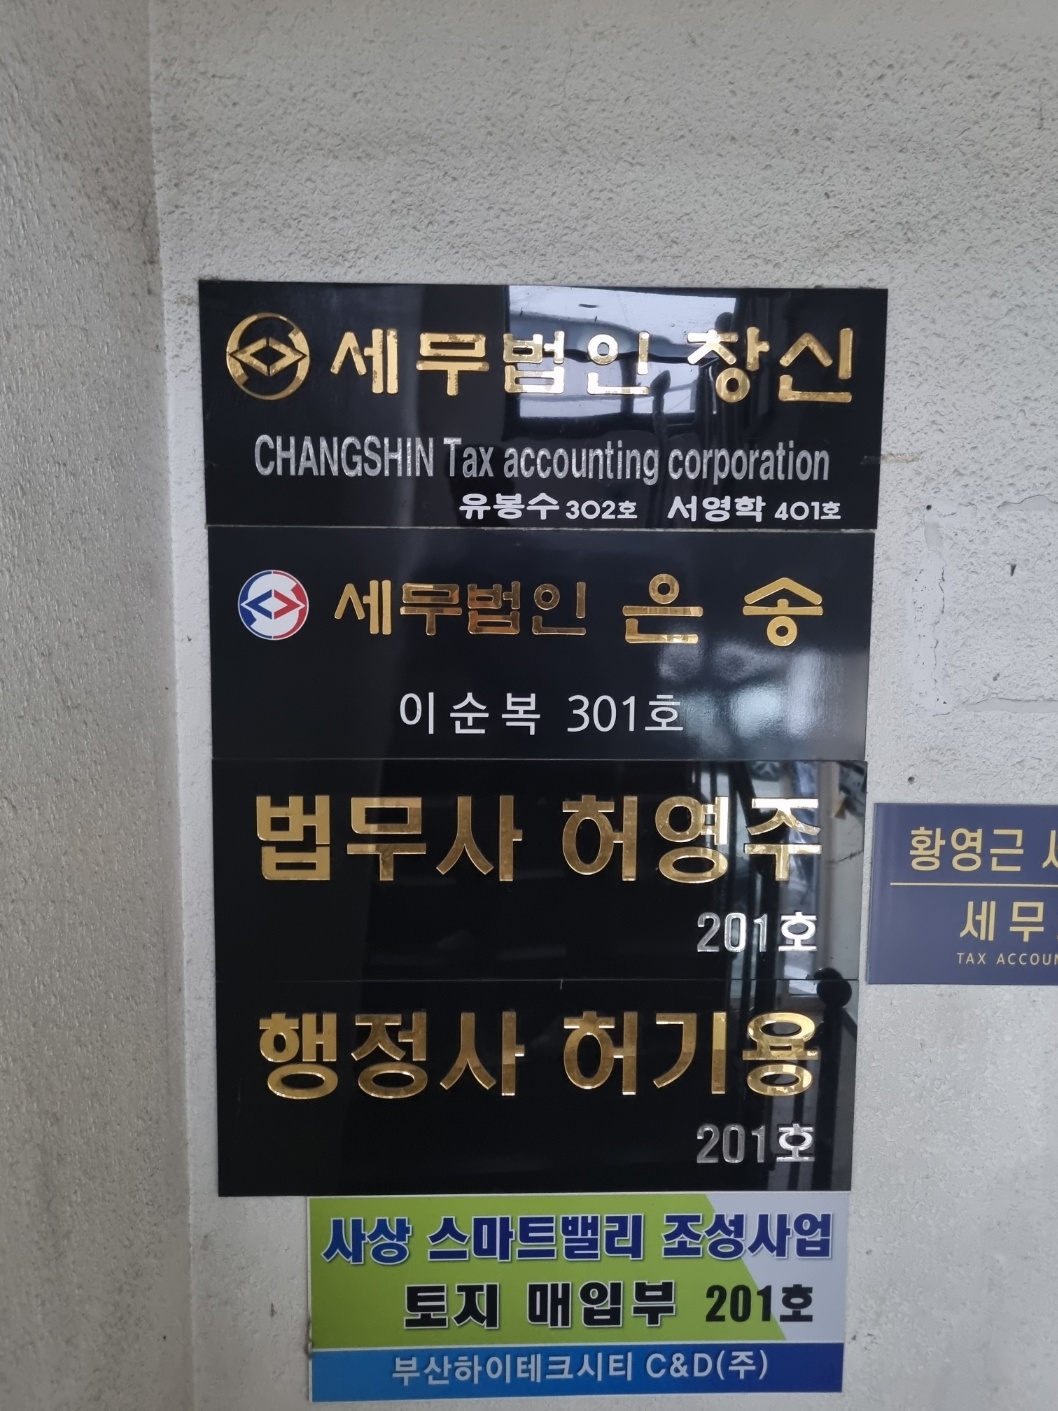 세무법인 창신
CHANGSHIN Tax accounting corporation
유봉수 302호 서영학 401호
세무법인 은송
이순복 301호
법무사 허영주
201호
행정사 허기용
201호
사상 스마트밸리 조성사업
토지 매입부 201호
부산하이테크시티 C&D(주)
황영근
세무
TAX